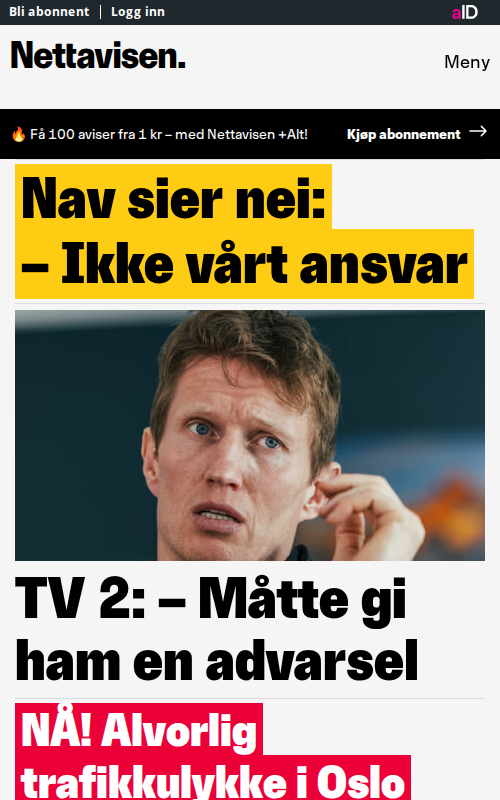 Bli abonnent | Logg inn
aID
Nettavisen.
Meny
🔥 Få 100 aviser fra 1 kr – med Nettavisen +Alt!
Kjøp abonnement →
Nav sier nei:
– Ikke vårt ansvar
TV 2: – Måtte gi
ham en advarsel
NÅ! Alvorlig
trafikkulykke i Oslo